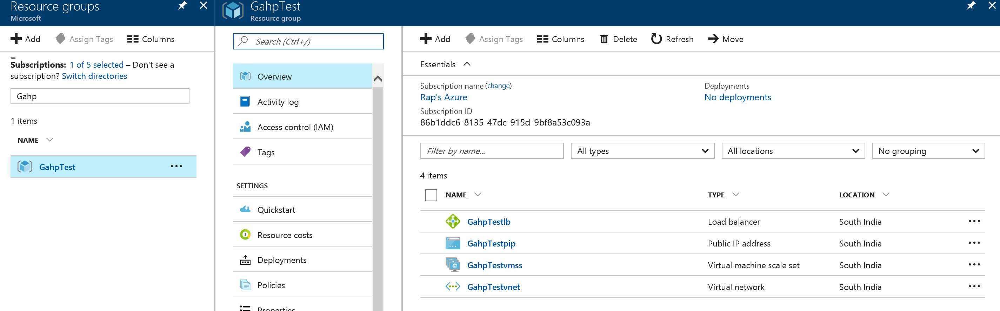 Resource groups
Microsoft
Add
Assign Tags
Columns
Subscriptions: 1 of 5 selected – Don't see a
subscription? Switch directories
Gahp
1 items
NAME
GahpTest
GahpTest
Resource group
Search (Ctrl+/)
Overview
Activity log
Access control (IAM)
Tags
SETTINGS
Quickstart
Resource costs
Deployments
Policies
Properties
Add
Assign Tags
Columns
Delete
Refresh
Move
Essentials
Subscription name (change)
Rap's Azure
Deployments
No deployments
Subscription ID
86b1ddc6-8135-47dc-915d-9bf8a53c093a
Filter by name...
All types
All locations
No grouping
4 items
NAME TYPE LOCATION
GahpTestlb Load balancer South India
GahpTestpip Public IP address South India
GahpTestvmss Virtual machine scale set South India
GahpTestvnet Virtual network South India